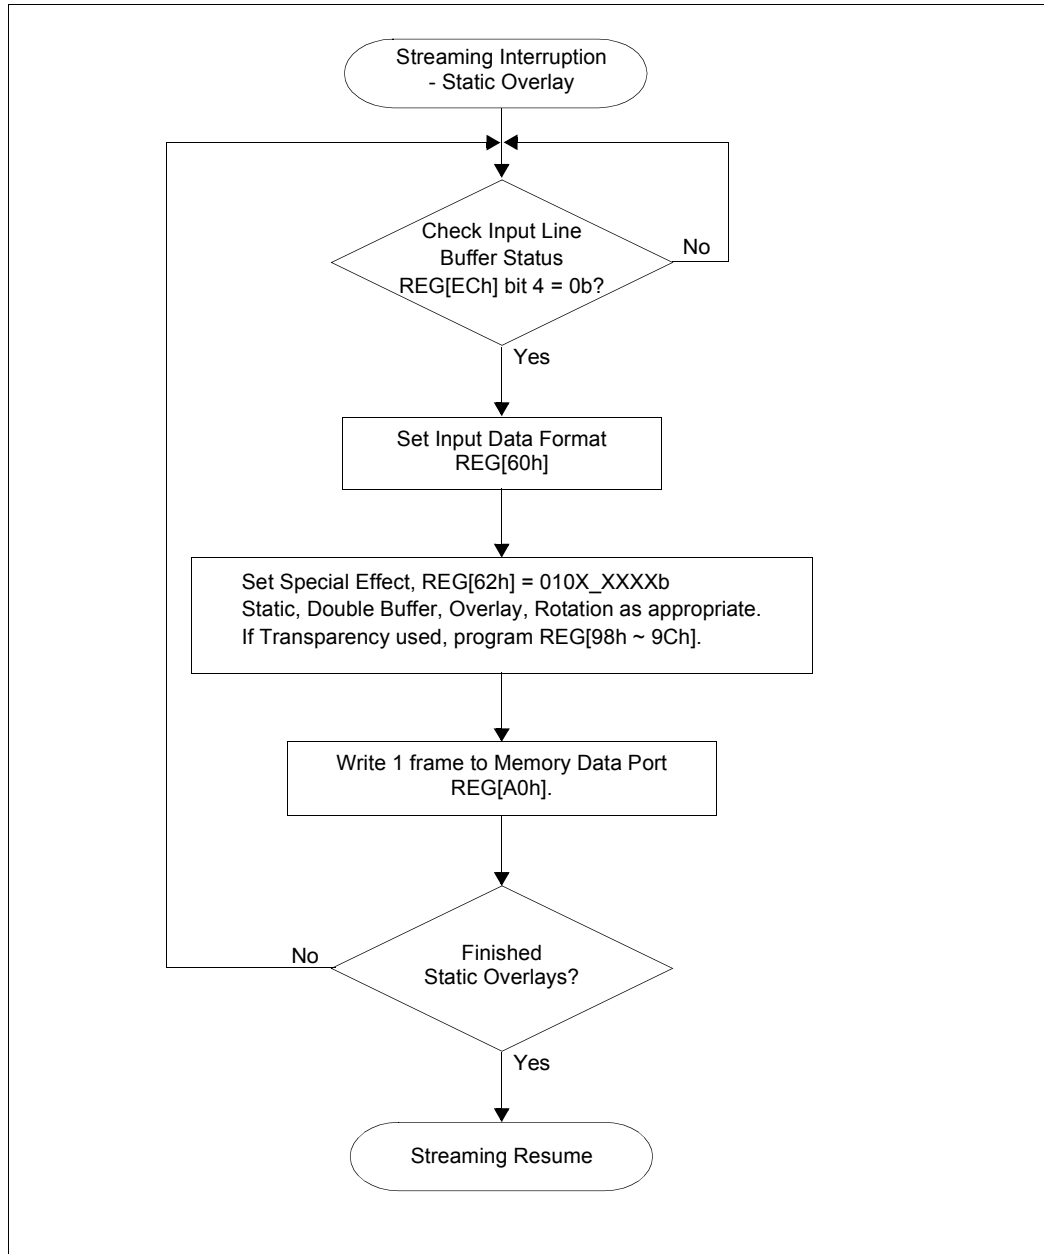 Streaming Interruption
- Static Overlay
Check Input Line
Buffer Status
REG[ECh] bit 4 = 0b?
No
Yes
Set Input Data Format
REG[60h]
Set Special Effect, REG[62h] = 010X_XXXXb
Static, Double Buffer, Overlay, Rotation as appropriate.
If Transparency used, program REG[98h ~ 9Ch].
Write 1 frame to Memory Data Port
REG[A0h].
No
Finished
Static Overlays?
Yes
Streaming Resume